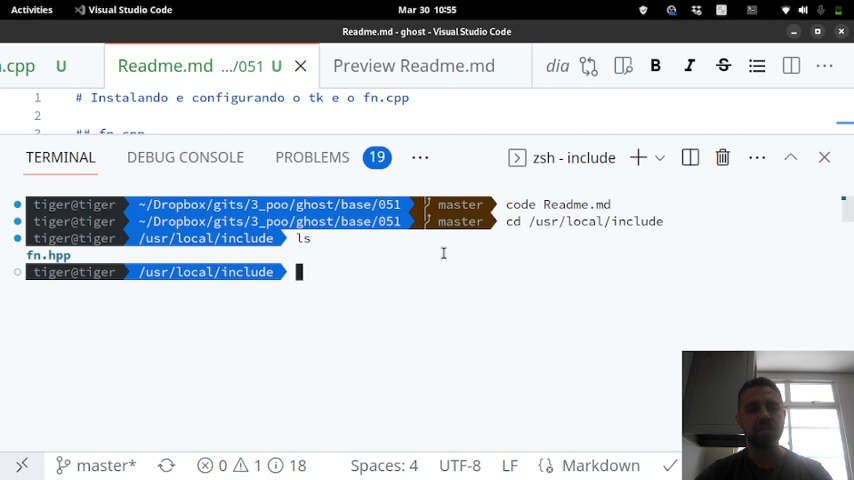 Activities Visual Studio Code Mar 30 10:55
Readme.md - ghost - Visual Studio Code
.cpp U Readme.md .../051 U Preview Readme.md dia B I S
1 # Instalando e configurando o tk e o fn.cpp
2
3 ## fn.cpp
TERMINAL DEBUG CONSOLE PROBLEMS 19 zsh - include
tiger@tiger ~/Dropbox/gits/3_poo/ghost/base/051 master code Readme.md
tiger@tiger ~/Dropbox/gits/3_poo/ghost/base/051 master cd /usr/local/include
tiger@tiger /usr/local/include ls
fn.hpp
tiger@tiger /usr/local/include
master* 0 1 18 Spaces: 4 UTF-8 LF Markdown